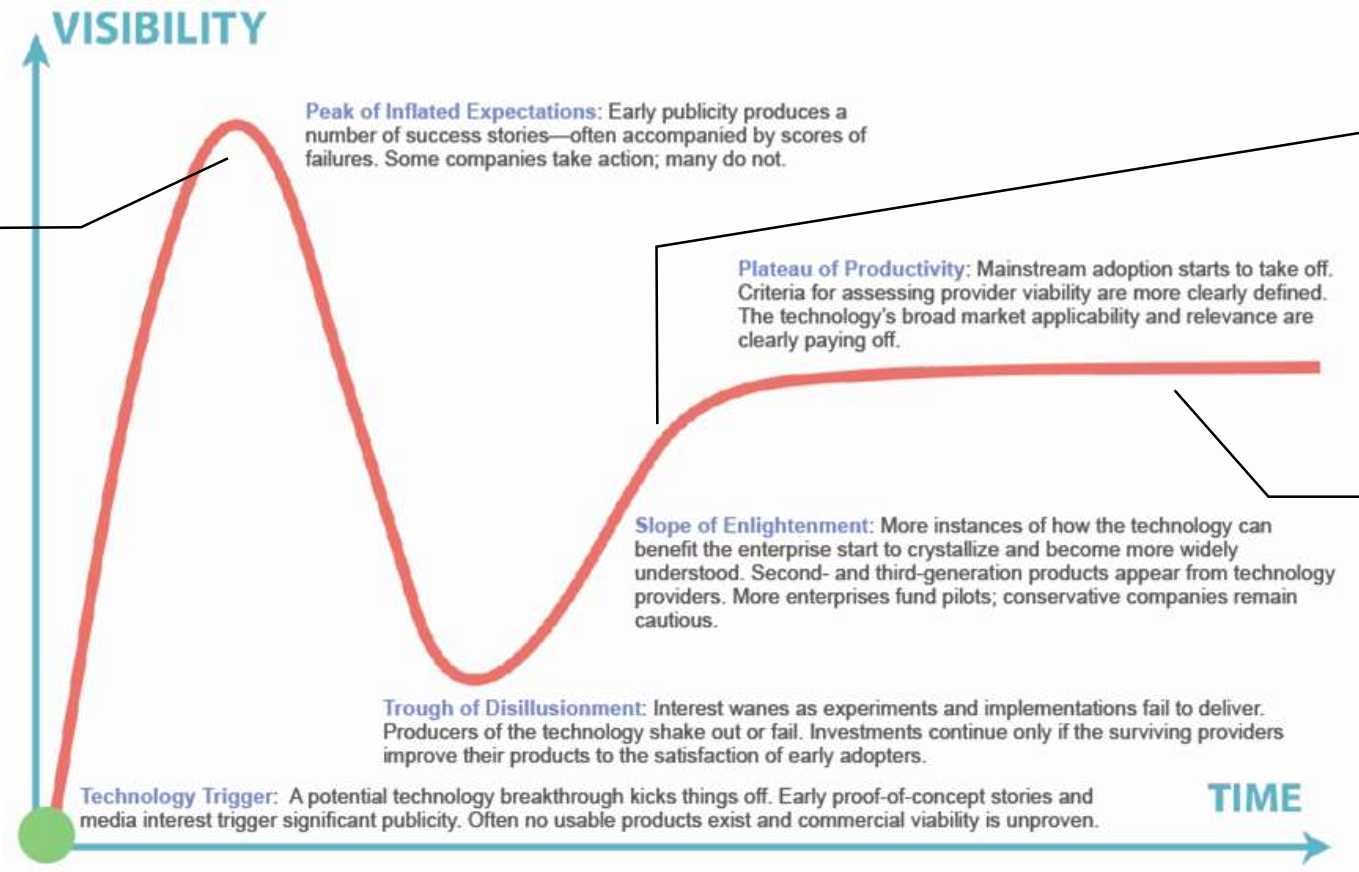 VISIBILITY
Peak of Inflated Expectations: Early publicity produces a
number of success stories—often accompanied by scores of
failures. Some companies take action; many do not.
Plateau of Productivity: Mainstream adoption starts to take off.
Criteria for assessing provider viability are more clearly defined.
The technology's broad market applicability and relevance are
clearly paying off.
Slope of Enlightenment: More instances of how the technology can
benefit the enterprise start to crystallize and become more widely
understood. Second- and third-generation products appear from technology
providers. More enterprises fund pilots; conservative companies remain
cautious.
Trough of Disillusionment: Interest wanes as experiments and implementations fail to deliver.
Producers of the technology shake out or fail. Investments continue only if the surviving providers
improve their products to the satisfaction of early adopters.
Technology Trigger: A potential technology breakthrough kicks things off. Early proof-of-concept stories and
media interest trigger significant publicity. Often no usable products exist and commercial viability is unproven.
TIME